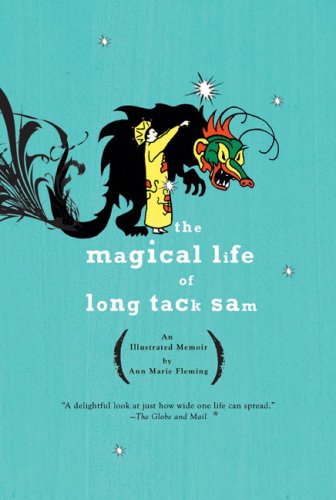 the
magical life
of
long tack sam
(An
Illustrated Memoir
by
Ann Marie Fleming)
"A delightful look at just how wide one life can spread."
—The Globe and Mail *